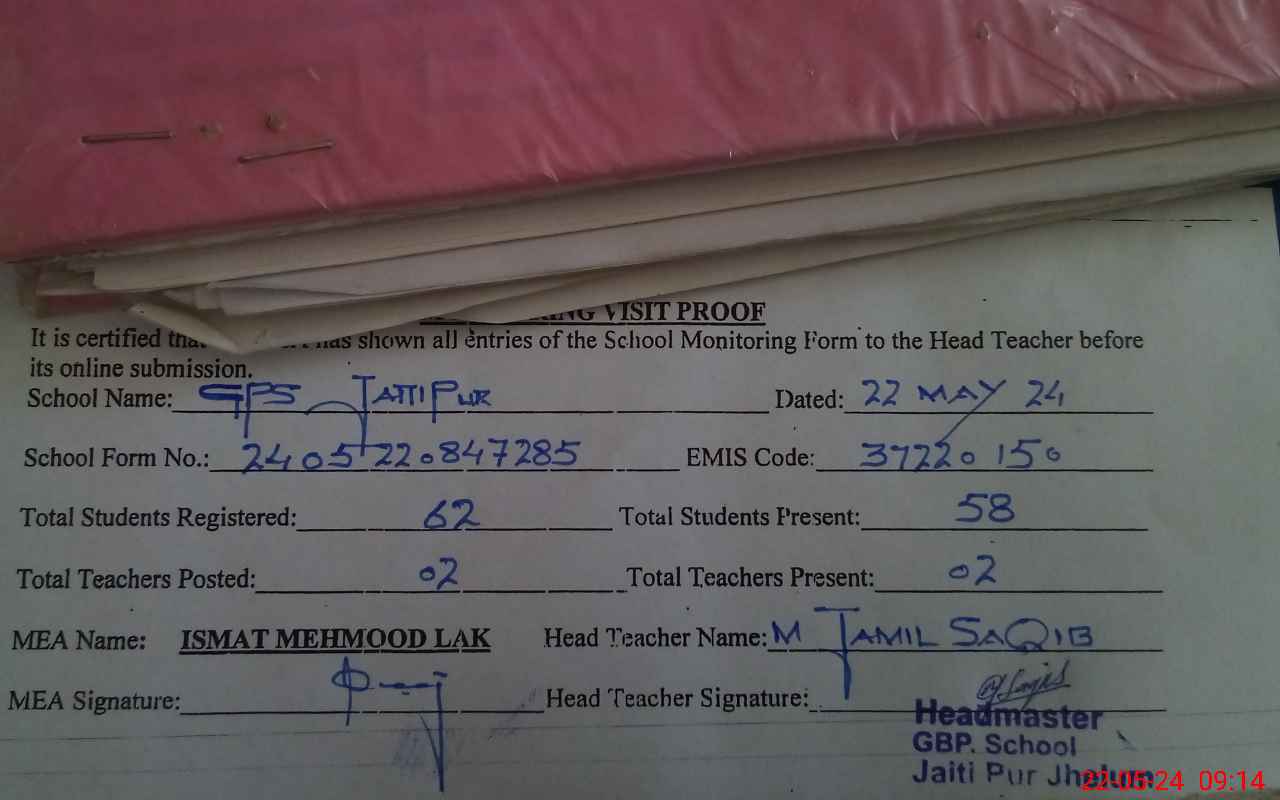 VISIT PROOF
It is certified that has shown all entries of the School Monitoring Form to the Head Teacher before
its online submission.
School Name: GPS JATTI PUR Dated: 22 MAY 24
School Form No.: 2405220847285 EMIS Code: 37220150
Total Students Registered: 62 Total Students Present: 58
Total Teachers Posted: 02 Total Teachers Present: 02
MEA Name: ISMAT MEHMOOD LAK Head Teacher Name: M JAMIL SAQIB
MEA Signature: Head Teacher Signature:
Headmaster
GBP. School
Jaiti Pur Jhelum
22-05-24 09:14